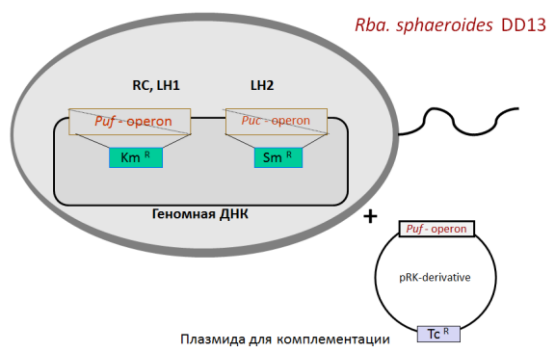 Rba. sphaeroides DD13
RC, LH1 LH2
Puf - operon Puc - operon
Km R Sm R
Геномная ДНК
+
Puf - operon
pRK-derivative
Tc R
Плазмида для комплементации